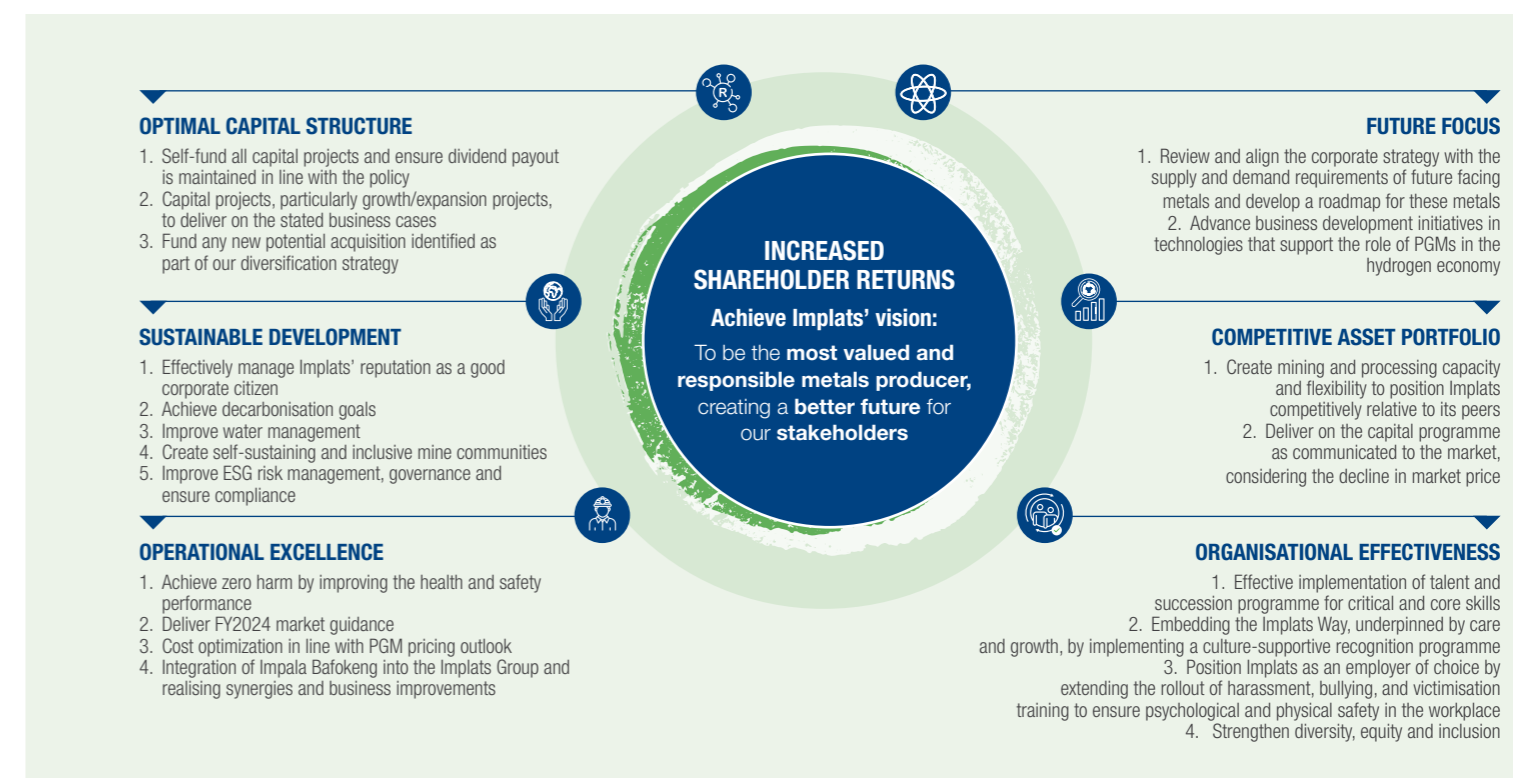 R
OPTIMAL CAPITAL STRUCTURE
1. Self-fund all capital projects and ensure dividend payout
is maintained in line with the policy
2. Capital projects, particularly growth/expansion projects,
to deliver on the stated business cases
3. Fund any new potential acquisition identified as
part of our diversification strategy
SUSTAINABLE DEVELOPMENT
1. Effectively manage Implats’ reputation as a good
corporate citizen
2. Achieve decarbonisation goals
3. Improve water management
4. Create self-sustaining and inclusive mine communities
5. Improve ESG risk management, governance and
ensure compliance
OPERATIONAL EXCELLENCE
1. Achieve zero harm by improving the health and safety
performance
2. Deliver FY2024 market guidance
3. Cost optimization in line with PGM pricing outlook
4. Integration of Impala Bafokeng into the Implats Group and
realising synergies and business improvements
INCREASED
SHAREHOLDER RETURNS
Achieve Implats’ vision:
To be the most valued and
responsible metals producer,
creating a better future for
our stakeholders
FUTURE FOCUS
1. Review and align the corporate strategy with the
supply and demand requirements of future facing
metals and develop a roadmap for these metals
2. Advance business development initiatives in
technologies that support the role of PGMs in the
hydrogen economy
COMPETITIVE ASSET PORTFOLIO
1. Create mining and processing capacity
and flexibility to position Implats
competitively relative to its peers
2. Deliver on the capital programme
as communicated to the market,
considering the decline in market price
ORGANISATIONAL EFFECTIVENESS
1. Effective implementation of talent and
succession programme for critical and core skills
2. Embedding the Implats Way, underpinned by care
and growth, by implementing a culture-supportive recognition programme
3. Position Implats as an employer of choice by
extending the rollout of harassment, bullying, and victimisation
training to ensure psychological and physical safety in the workplace
4. Strengthen diversity, equity and inclusion